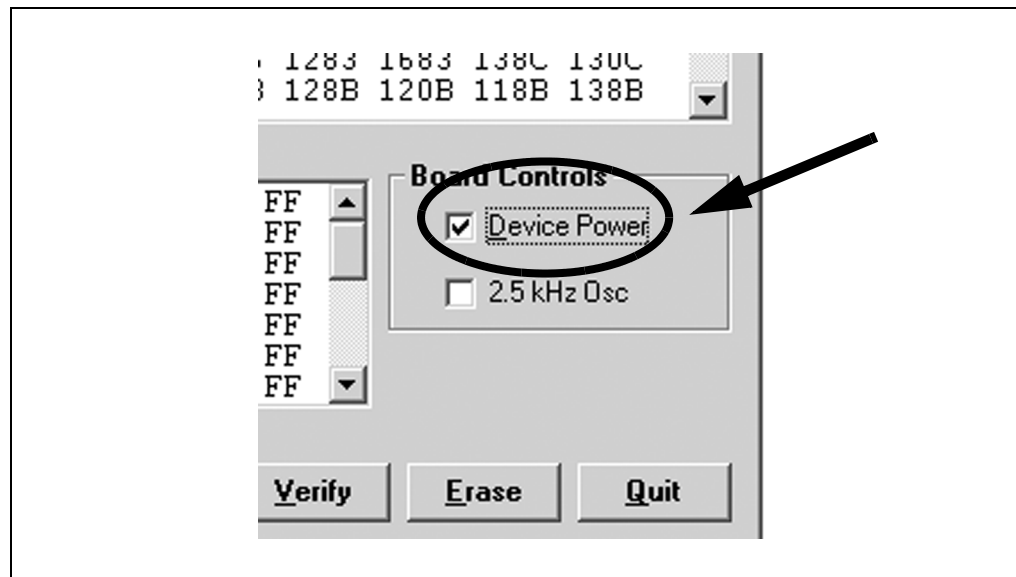 1283 1683 138C 130C
128B 120B 118B 138B
Board Controls
FF
FF
FF
FF
FF
FF
FF
Device Power
2.5 kHz Osc
Verify
Erase
Quit